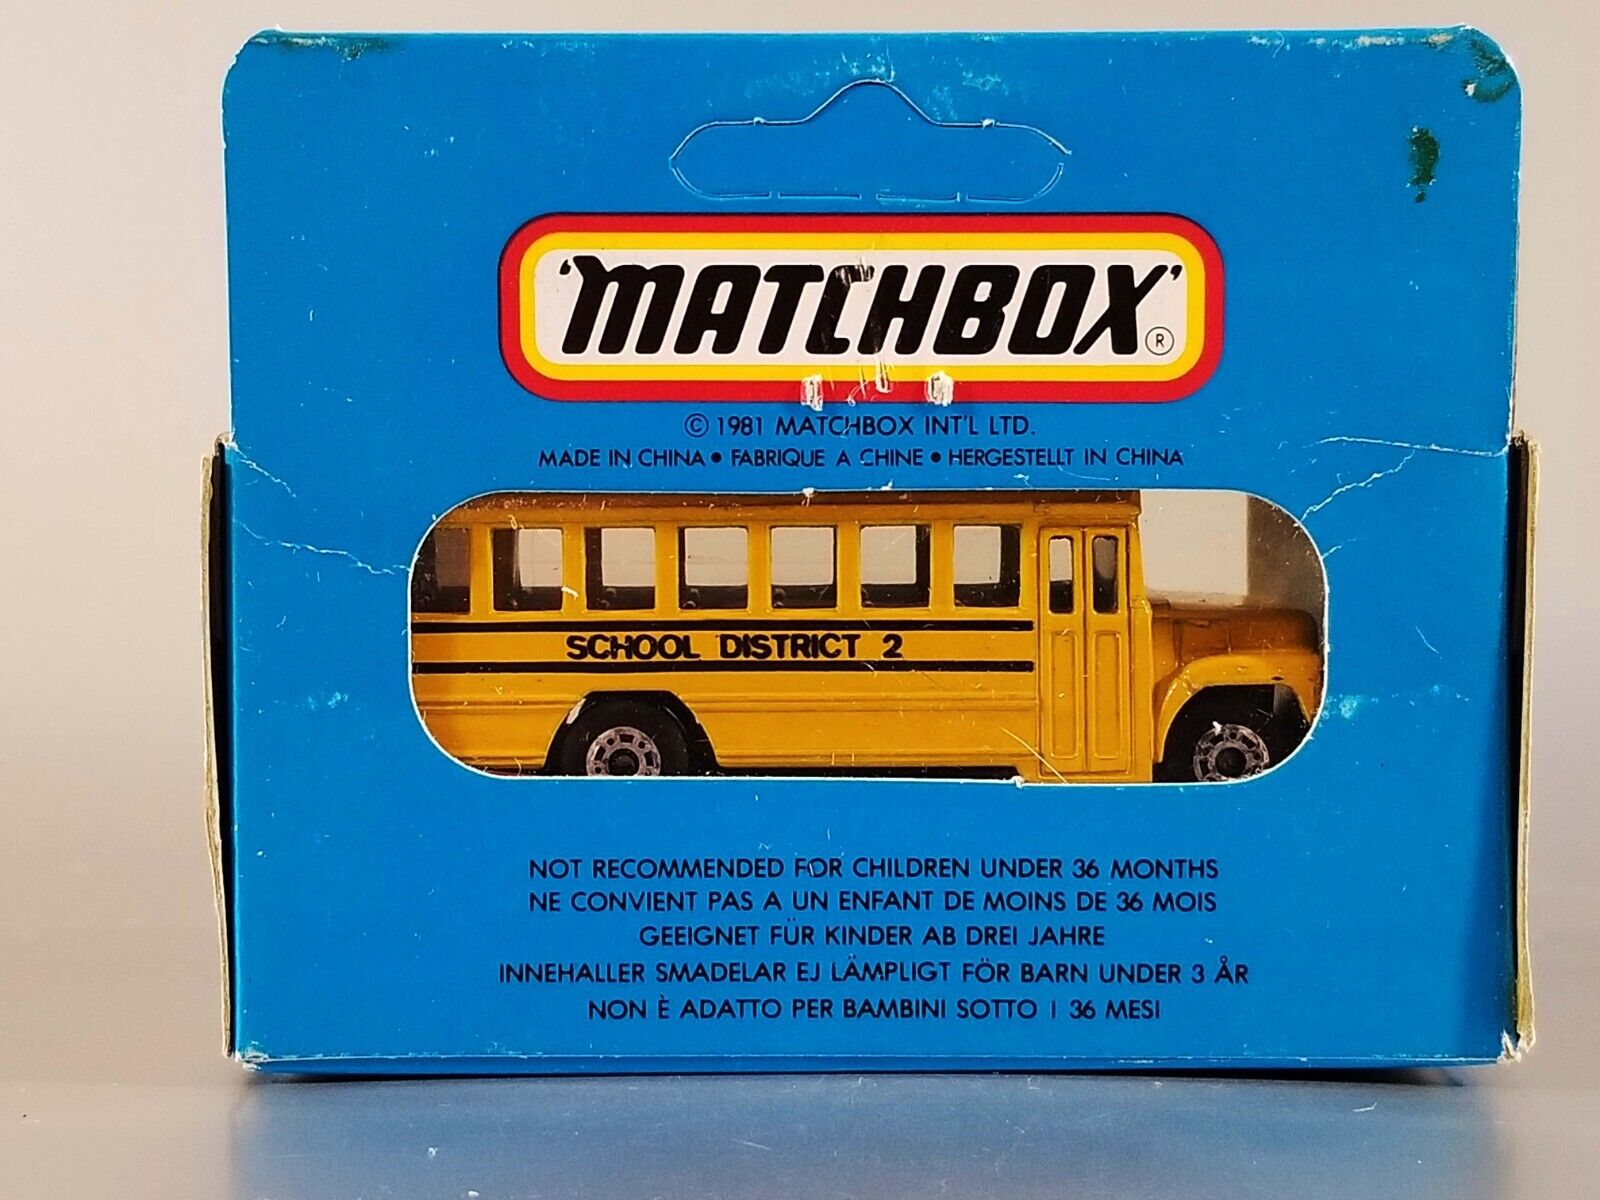 'MATCHBOX'®
© 1981 MATCHBOX INT'L LTD.
MADE IN CHINA • FABRIQUE A CHINE • HERGESTELLT IN CHINA
SCHOOL DISTRICT 2
NOT RECOMMENDED FOR CHILDREN UNDER 36 MONTHS
NE CONVIENT PAS A UN ENFANT DE MOINS DE 36 MOIS
GEEIGNET FÜR KINDER AB DREI JAHRE
INNEHALLER SMADELAR EJ LÄMPLIGT FÖR BARN UNDER 3 ÅR
NON È ADATTO PER BAMBINI SOTTO I 36 MESI